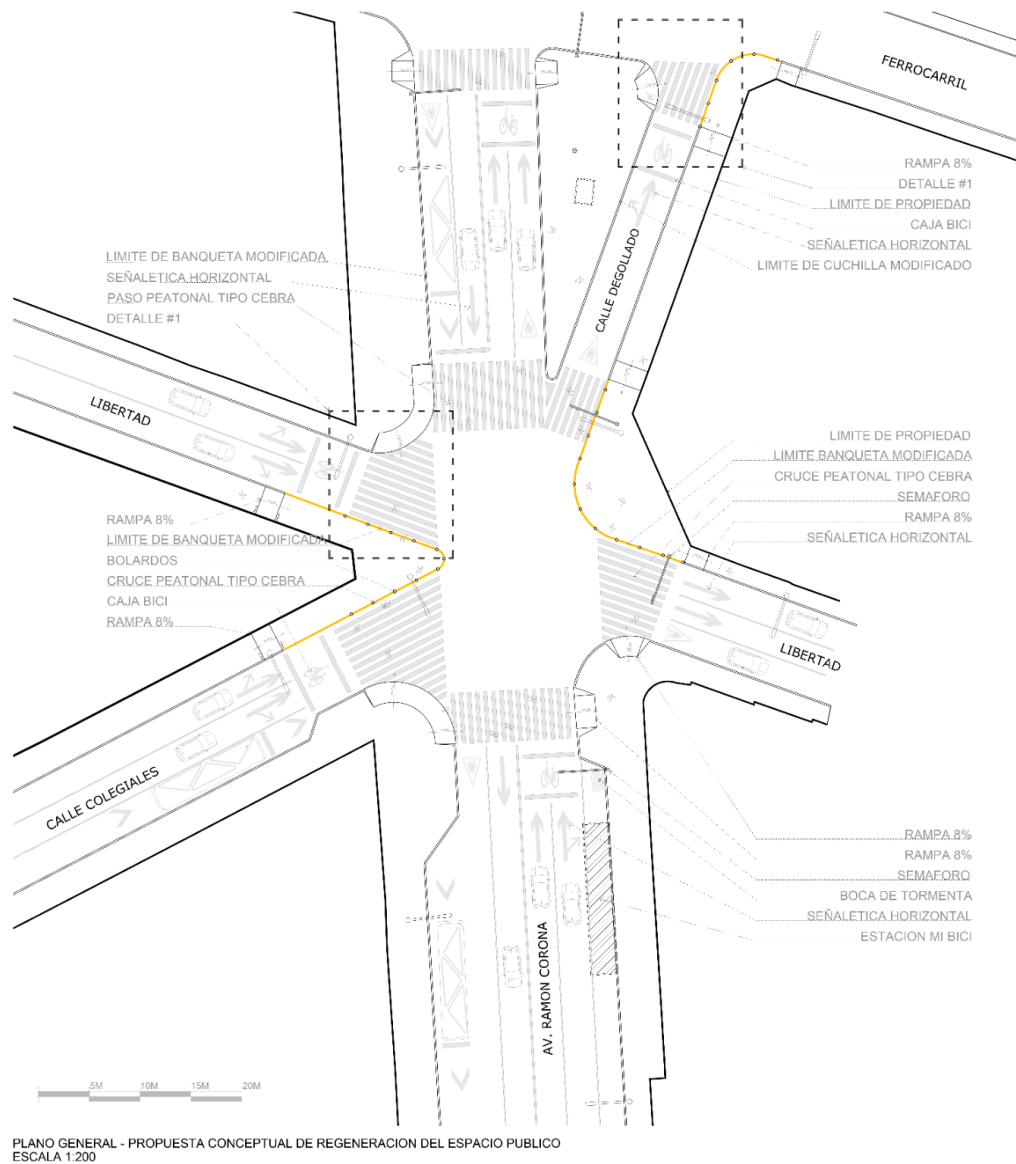 FERROCARRIL
RAMPA 8%
DETALLE #1
LIMITE DE PROPIEDAD
CAJA BICI
SEÑALETICA HORIZONTAL
LIMITE DE CUCHILLA MODIFICADO
CALLE DEGOLLADO
LIMITE DE BANQUETA MODIFICADA
SEÑALETICA HORIZONTAL
PASO PEATONAL TIPO CEBRA
DETALLE #1
LIBERTAD
LIMITE DE PROPIEDAD
LIMITE BANQUETA MODIFICADA
CRUCE PEATONAL TIPO CEBRA
SEMAFORO
RAMPA 8%
SEÑALETICA HORIZONTAL
RAMPA 8%
LIMITE DE BANQUETA MODIFICADA
BOLARDOS
CRUCE PEATONAL TIPO CEBRA
CAJA BICI
RAMPA 8%
LIBERTAD
CALLE COLEGIALES
RAMPA 8%
RAMPA 8%
SEMAFORO
BOCA DE TORMENTA
SEÑALETICA HORIZONTAL
ESTACION MI BICI
AV. RAMON CORONA
5M 10M 15M 20M
PLANO GENERAL - PROPUESTA CONCEPTUAL DE REGENERACION DEL ESPACIO PUBLICO
ESCALA 1:200